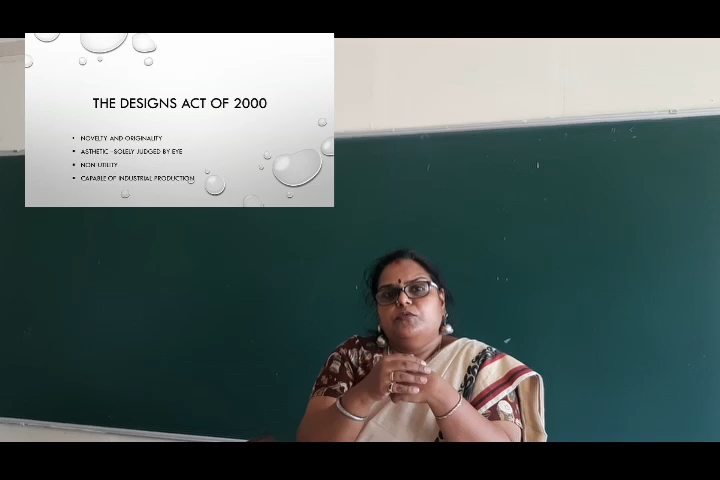 THE DESIGNS ACT OF 2000
• NOVELTY AND ORIGINALITY
• ASTHETIC -SOLELY JUDGED BY EYE
• NON UTILITY
• CAPABLE OF INDUSTRIAL PRODUCTION